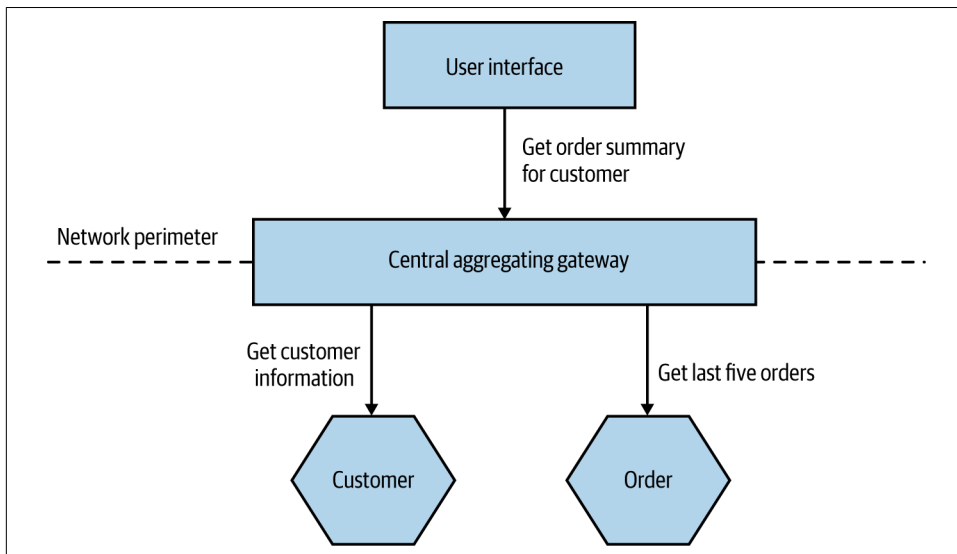 User interface
Get order summary
for customer
Network perimeter
Central aggregating gateway
Get customer
information
Get last five orders
Customer
Order